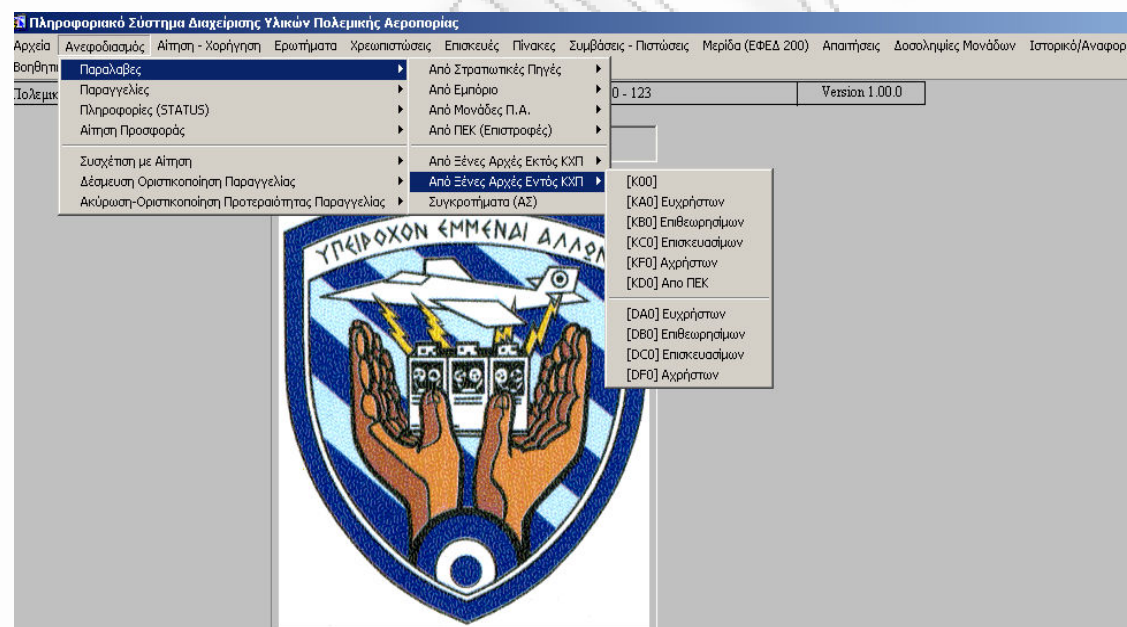 Πληροφοριακό Σύστημα Διαχείρισης Υλικών Πολεμικής Αεροπορίας
Αρχεία Ανεφοδιασμός Αίτηση - Χορήγηση Ερωτήματα Χρεωπιστώσεις Επισκευές Πίνακες Συμβάσεις - Πιστώσεις Μερίδα (ΕΦΕΔ 200) Απαιτήσεις Δοσοληψίες Μονάδων Ιστορικό/Αναφορ
Βοηθητι
Πολεμικ 0 - 123 Version 1.00.0
Παραλαβες
Παραγγελίες
Πληροφορίες (STATUS)
Αίτηση Προσφοράς
Συσχέτιση με Αίτηση
Δέσμευση Οριστικοποίηση Παραγγελίας
Ακύρωση-Οριστικοποίηση Προτεραιότητας Παραγγελίας
Από Στρατιωτικές Πηγές
Από Εμπόριο
Από Μονάδες Π.Α.
Από ΠΕΚ (Επιστροφές)
Από Ξένες Αρχές Εκτός ΚΧΠ
Από Ξένες Αρχές Εντός ΚΧΠ
Συγκροτήματα (ΑΣ)
[K00]
[KA0] Ευχρήστων
[KB0] Επιθεωρησίμων
[KC0] Επισκευασίμων
[KF0] Αχρήστων
[KD0] Απο ΠΕΚ
[DA0] Ευχρήστων
[DB0] Επιθεωρησίμων
[DC0] Επισκευασίμων
[DF0] Αχρήστων
ΥΠΕΙΡΟΧΟΝ ΕΜΜΕΝΑΙ ΑΛΛΩΝ